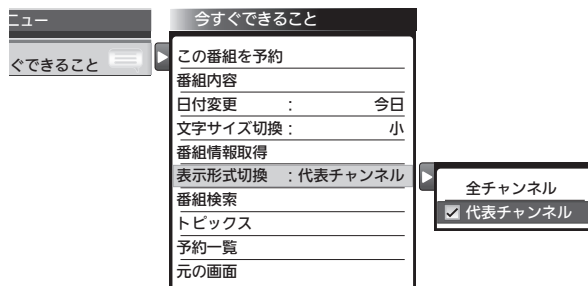 ニュー
ぐできること
今すぐできること
この番組を予約
番組内容
日付変更 : 今日
文字サイズ切換 : 小
番組情報取得
表示形式切換 : 代表チャンネル
番組検索
トピックス
予約一覧
元の画面
全チャンネル
代表チャンネル